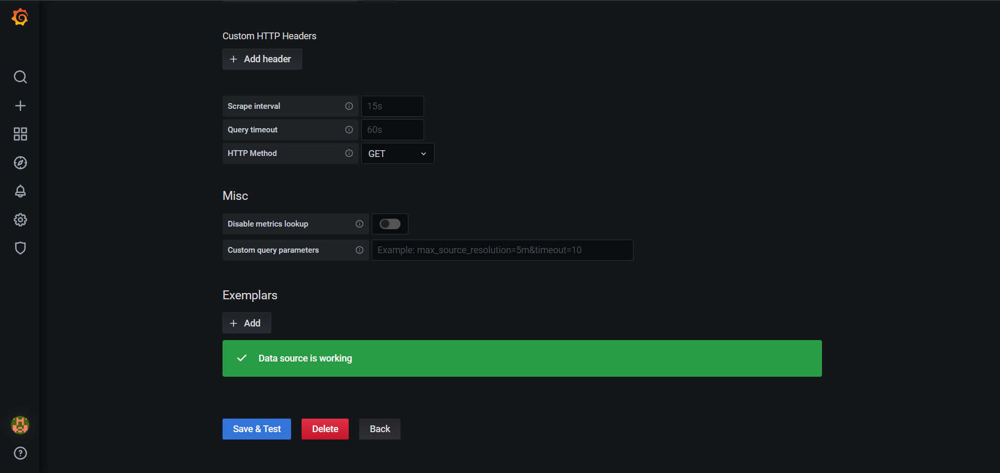 Custom HTTP Headers
Add header
Scrape interval 15s
Query timeout 60s
HTTP Method GET
Misc
Disable metrics lookup
Custom query parameters Example: max_source_resolution=5m&timeout=10
Exemplars
Add
Data source is working
Save & Test Delete Back